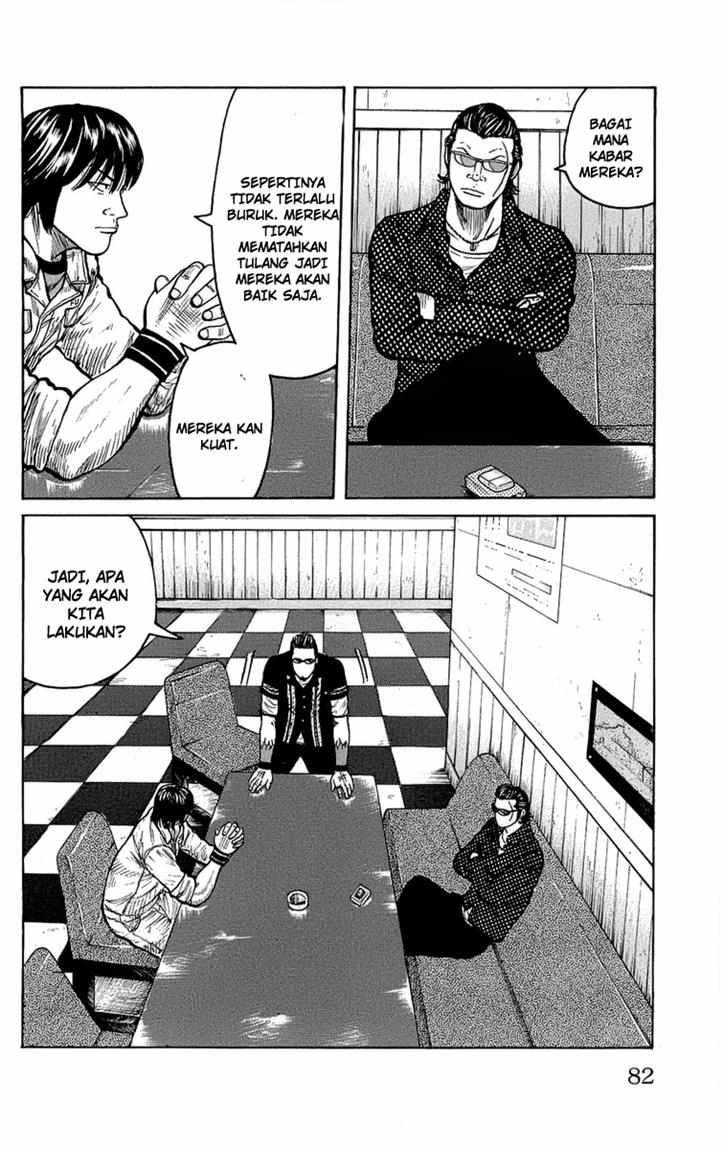 BAGAI
MANA
KABAR
MEREKA?
SEPERTINYA
TIDAK TERLALU
BURUK. MEREKA
TIDAK
MEMATAHKAN
TULANG JADI
MEREKA AKAN
BAIK SAJA.
MEREKA KAN
KUAT.
JADI, APA
YANG AKAN
KITA
LAKUKAN?
82